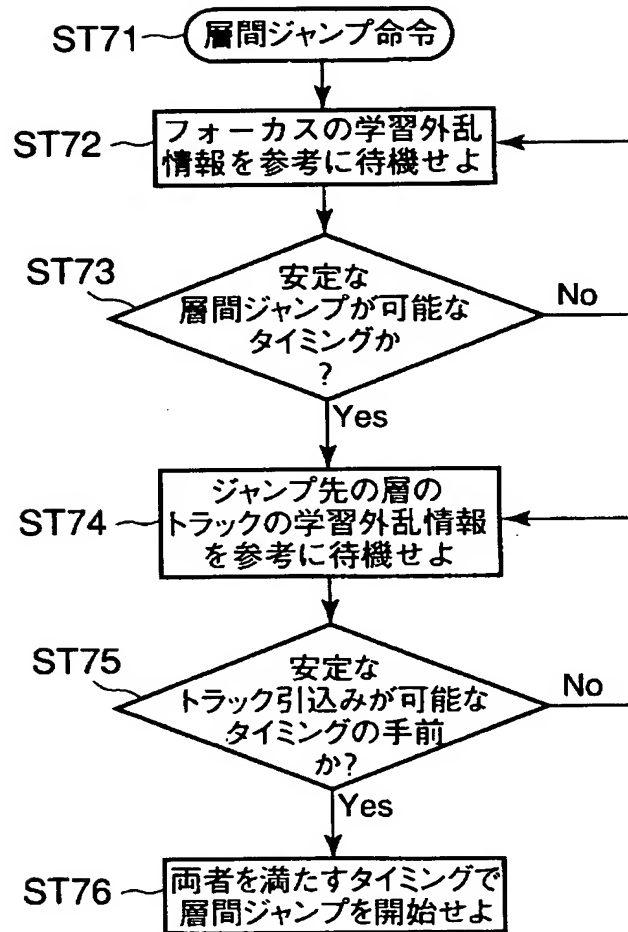 ST71
層間ジャンプ命令
ST72
フォーカスの学習外乱
情報を参考に待機せよ
ST73
安定な
層間ジャンプが可能な
タイミングか
?
No
Yes
ST74
ジャンプ先の層の
トラックの学習外乱情報
を参考に待機せよ
ST75
安定な
トラック引込みが可能な
タイミングの手前
か?
No
Yes
ST76
両者を満たすタイミングで
層間ジャンプを開始せよ